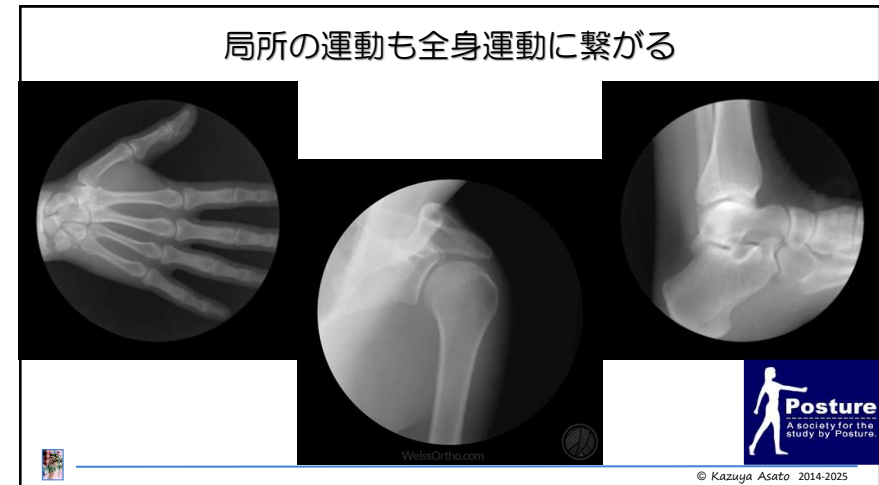 局所の運動も全身運動に繋がる
WeissOrtho.com
Posture
A society for the
study by Posture.
© Kazuya Asato 2014-2025